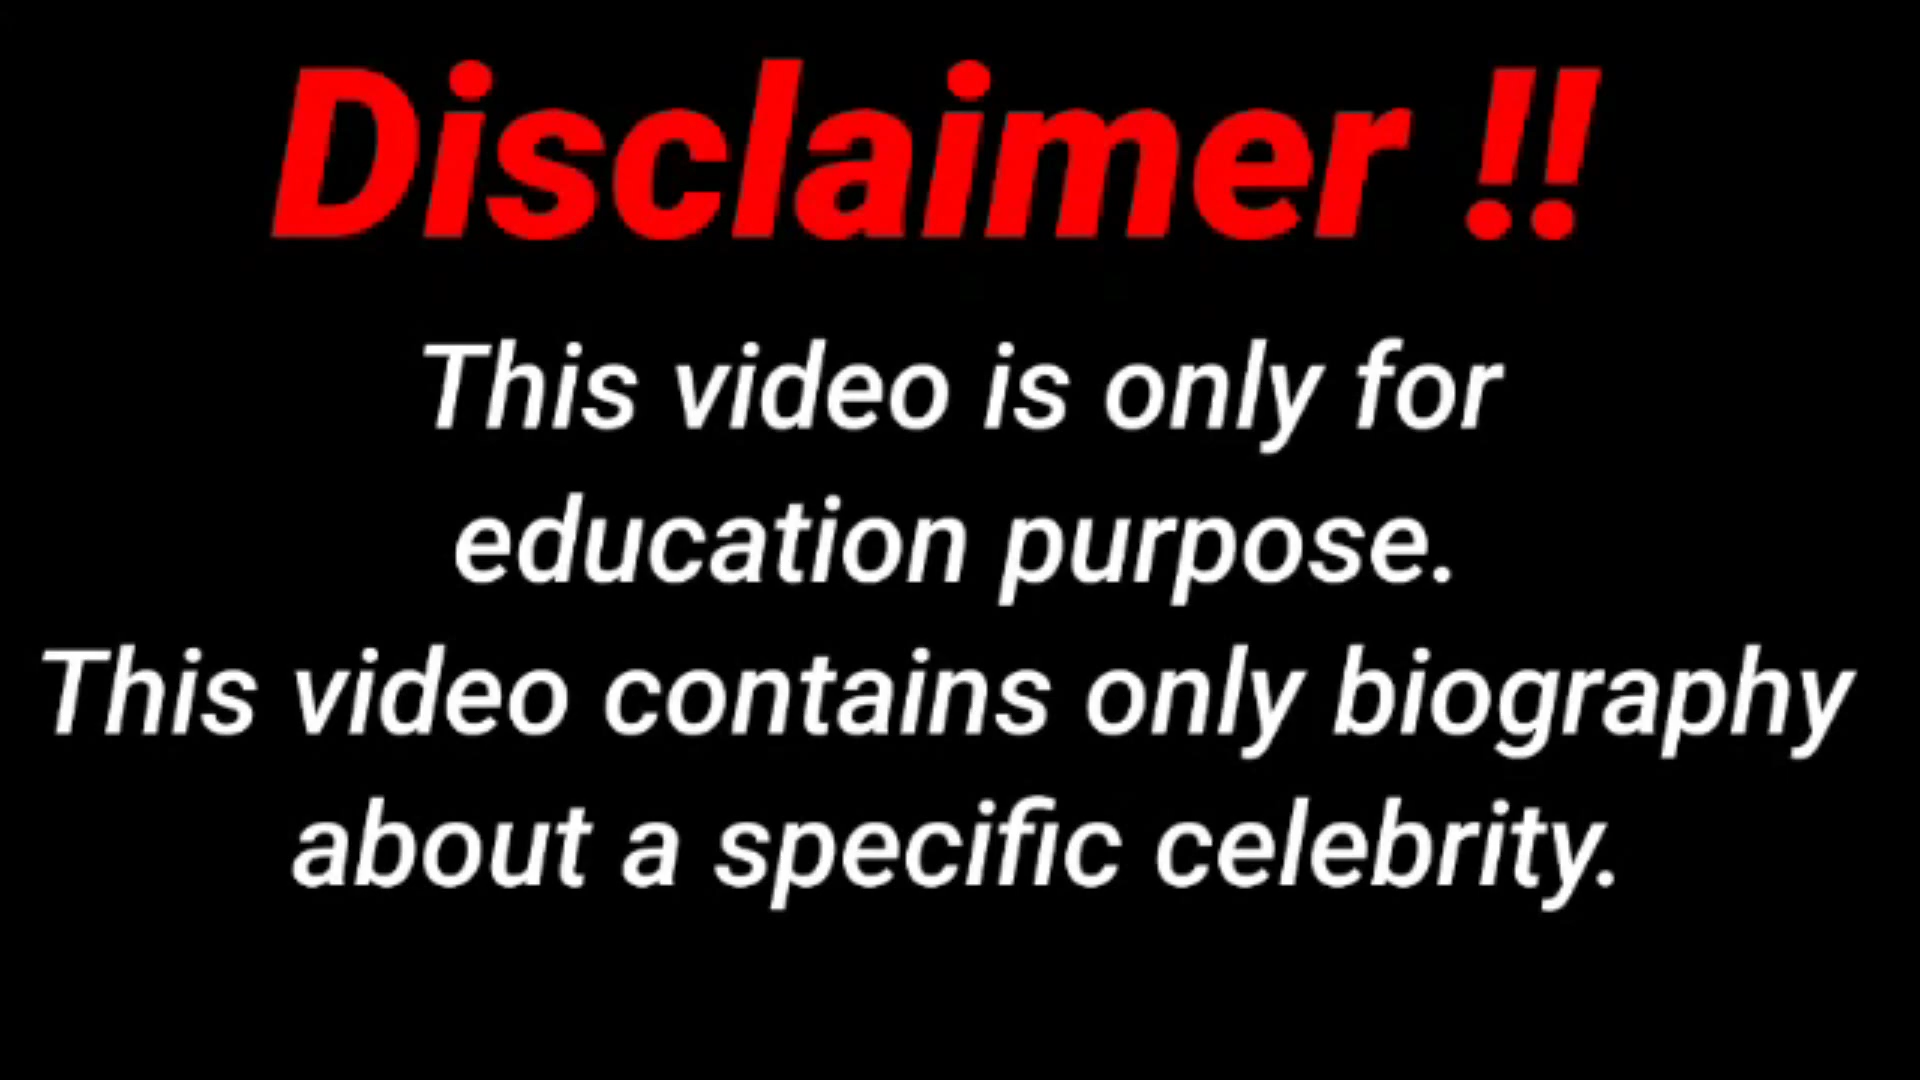 Disclaimer !!
This video is only for
education purpose.
This video contains only biography
about a specific celebrity.